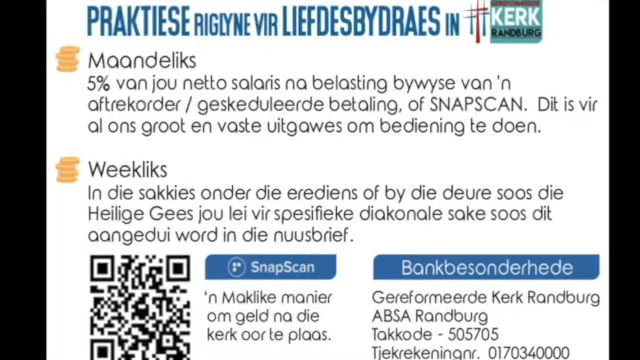 PRAKTIESE RIGLYNE VIR LIEFDESBYDRAES IN
GEREFORMEERDE
KERK
RANDBURG
Maandeliks
5% van jou netto salaris na belasting bywyse van 'n
aftrekorder / geskeduleerde betaling, of SNAPSCAN. Dit is vir
al ons groot en vaste uitgawes om bediening te doen.
Weekliks
In die sakkies onder die erediens of by die deure soos die
Heilige Gees jou lei vir spesifieke diakonale sake soos dit
aangedui word in die nuusbrief.
SnapScan
'n Maklike manier
om geld na die
kerk oor te plaas.
Bankbesonderhede
Gereformeerde Kerk Randburg
ABSA Randburg
Takkode - 505705
Tjekrekeningnr. 0170340000